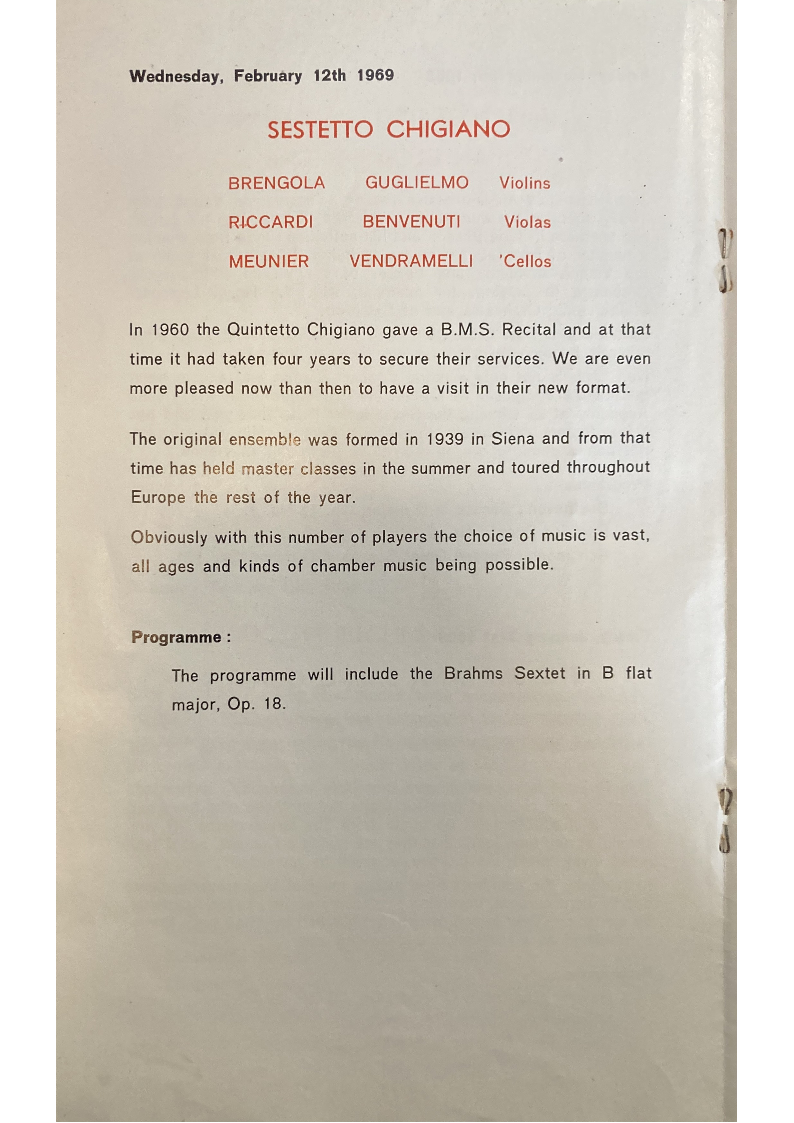 Wednesday, February 12th 1969
SESTETTO CHIGIANO
BRENGOLA GUGLIELMO Violins
RICCARDI BENVENUTI Violas
MEUNIER VENDRAMELLI 'Cellos
In 1960 the Quintetto Chigiano gave a B.M.S. Recital and at that
time it had taken four years to secure their services. We are even
more pleased now than then to have a visit in their new format.
The original ensemble was formed in 1939 in Siena and from that
time has held master classes in the summer and toured throughout
Europe the rest of the year.
Obviously with this number of players the choice of music is vast,
all ages and kinds of chamber music being possible.
Programme :
The programme will include the Brahms Sextet in B flat
major, Op. 18.